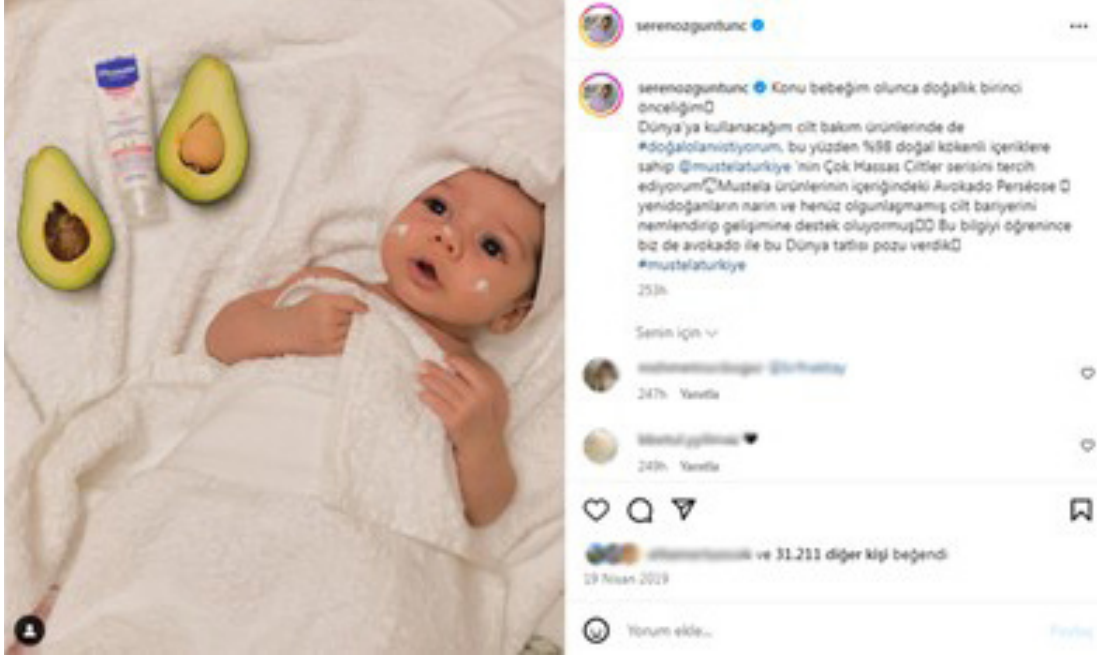 serenozguntunc
serenozguntunc Konu bebeğim olunca doğallık birinci
önceliğim
Dünya'ya kullanacağım cilt bakım ürünlerinde de
#doğalolanıistiyorum, bu yüzden %98 doğal kökenli içeriklere
sahip @mustelaturkiye 'nin Çok Hassas Ciltler serisini tercih
ediyorum Mustela ürünlerinin içeriğindeki Avokado Perséose
yenidoğanların narin ve henüz olgunlaşmamış cilt bariyerini
nemlendirip gelişimine destek oluyormuş Bu bilgiyi öğrenince
biz de avokado ile bu Dünya tatlısı pozu verdik
#mustelaturkiye
253h
Senin için
247h Yanıtla
249h Yanıtla
ve 31.211 diğer kişi beğendi
19 Nisan 2019
Yorum ekle...
Paylaş